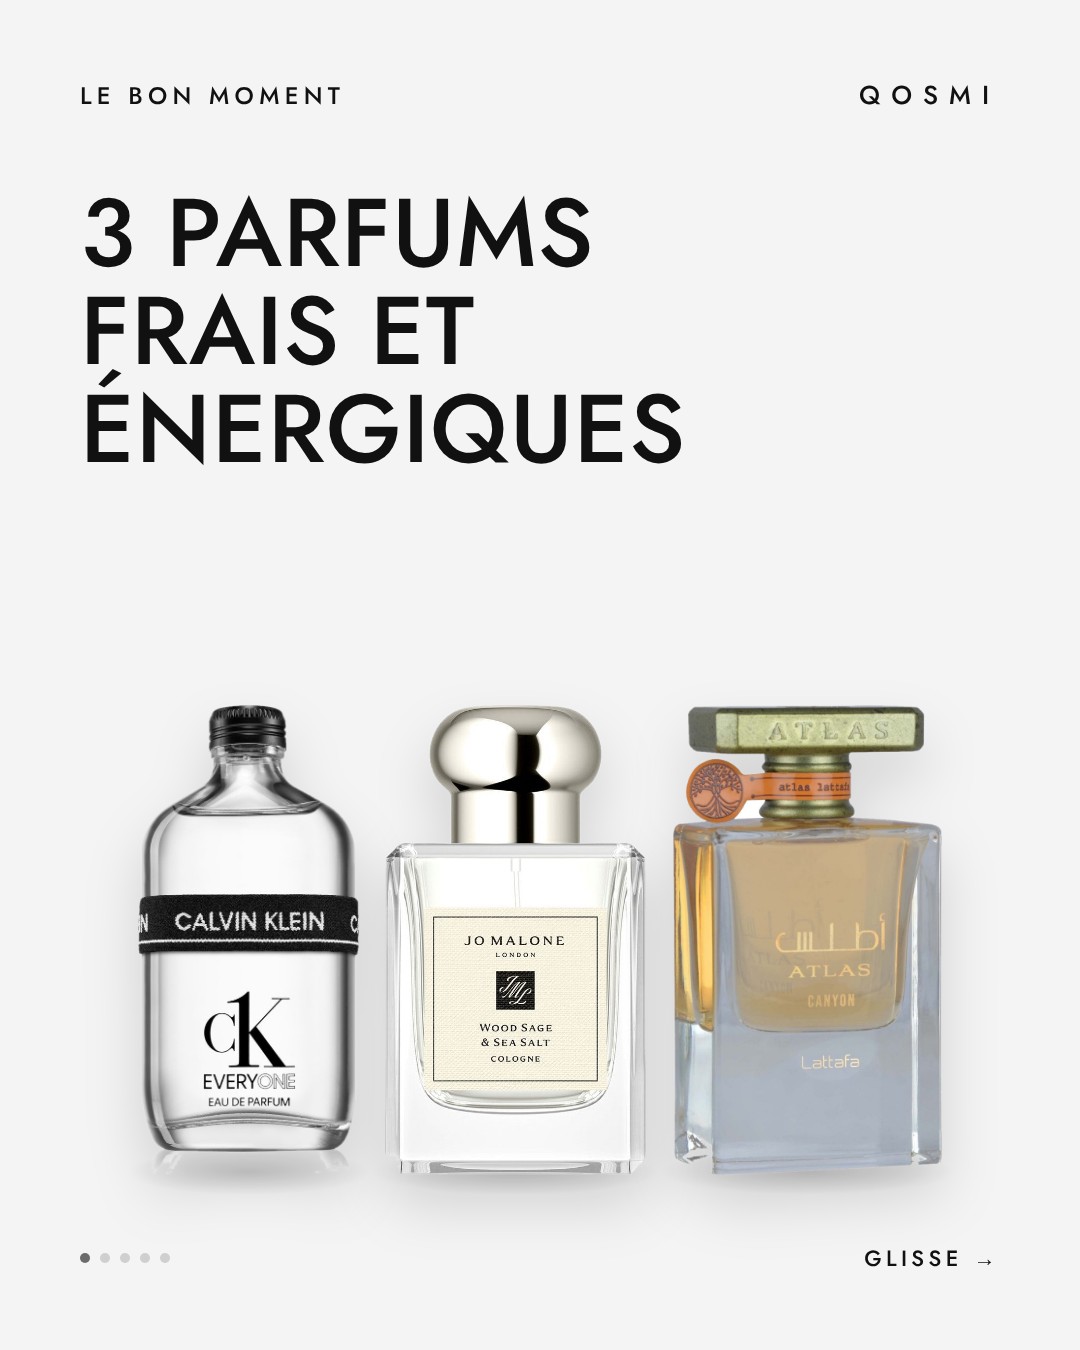 LE BON MOMENT
QOSMI
3 PARFUMS
FRAIS ET
ÉNERGIQUES
CALVIN KLEIN
ck
EVERYONE
EAU DE PARFUM
JO MALONE
LONDON
JML
WOOD SAGE
& SEA SALT
COLOGNE
ATLAS
atlas lattafa
أطلس
ATLAS
CANYON
Lattafa
GLISSE →